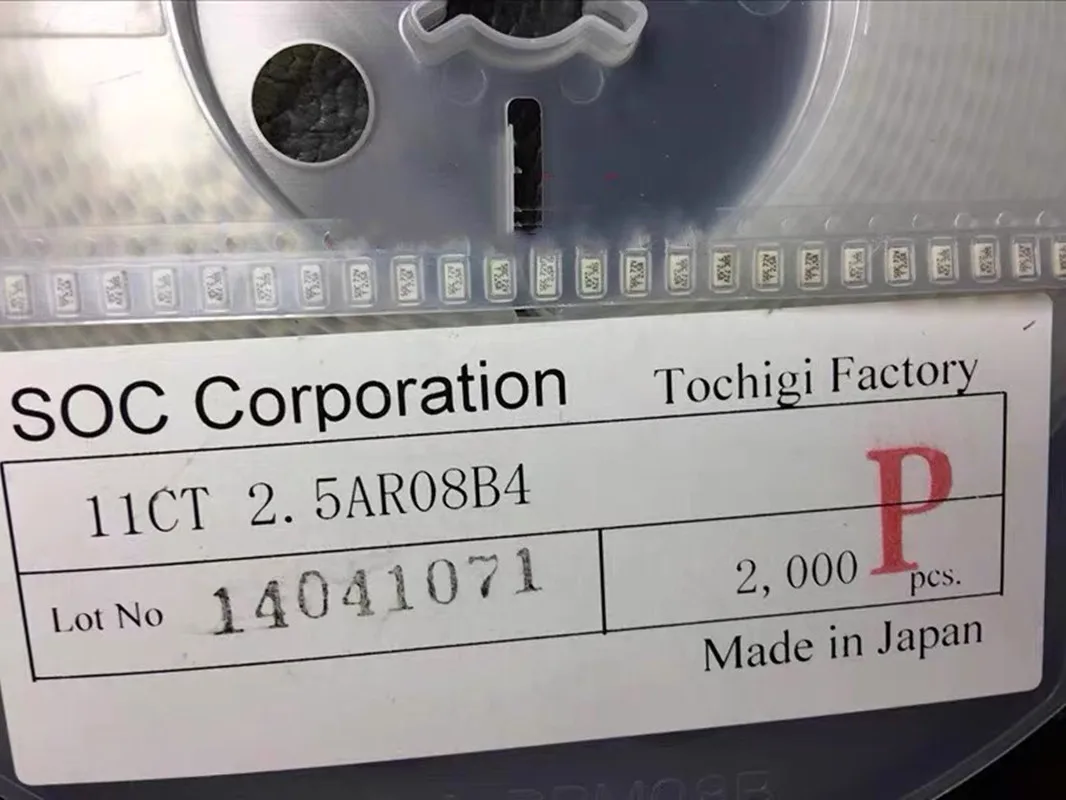 SOC Corporation Tochigi Factory
11CT 2.5AR08B4
P
Lot No 14041071 2,000 pcs.
Made in Japan